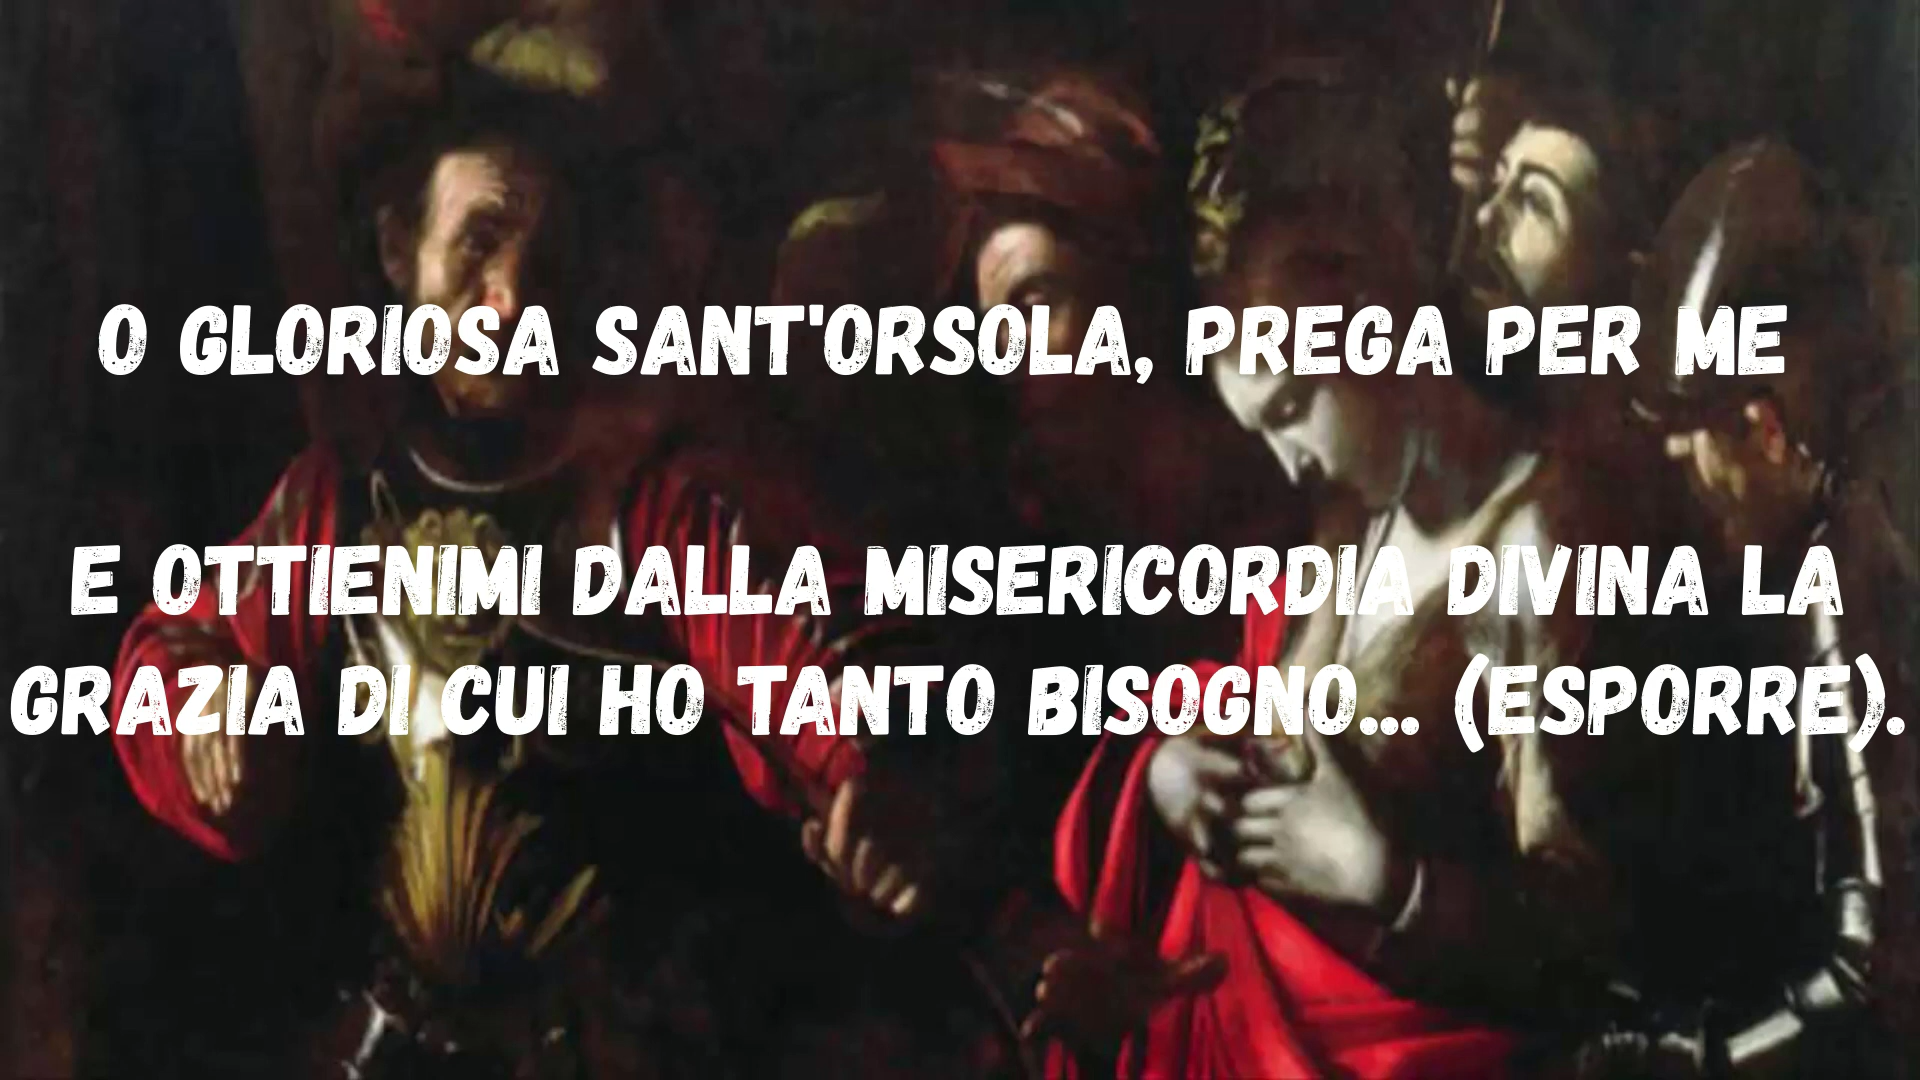 O GLORIOSA SANT'ORSOLA, PREGA PER ME
E OTTIENIMI DALLA MISERICORDIA DIVINA LA
GRAZIA DI CUI HO TANTO BISOGNO... (ESPORRE).